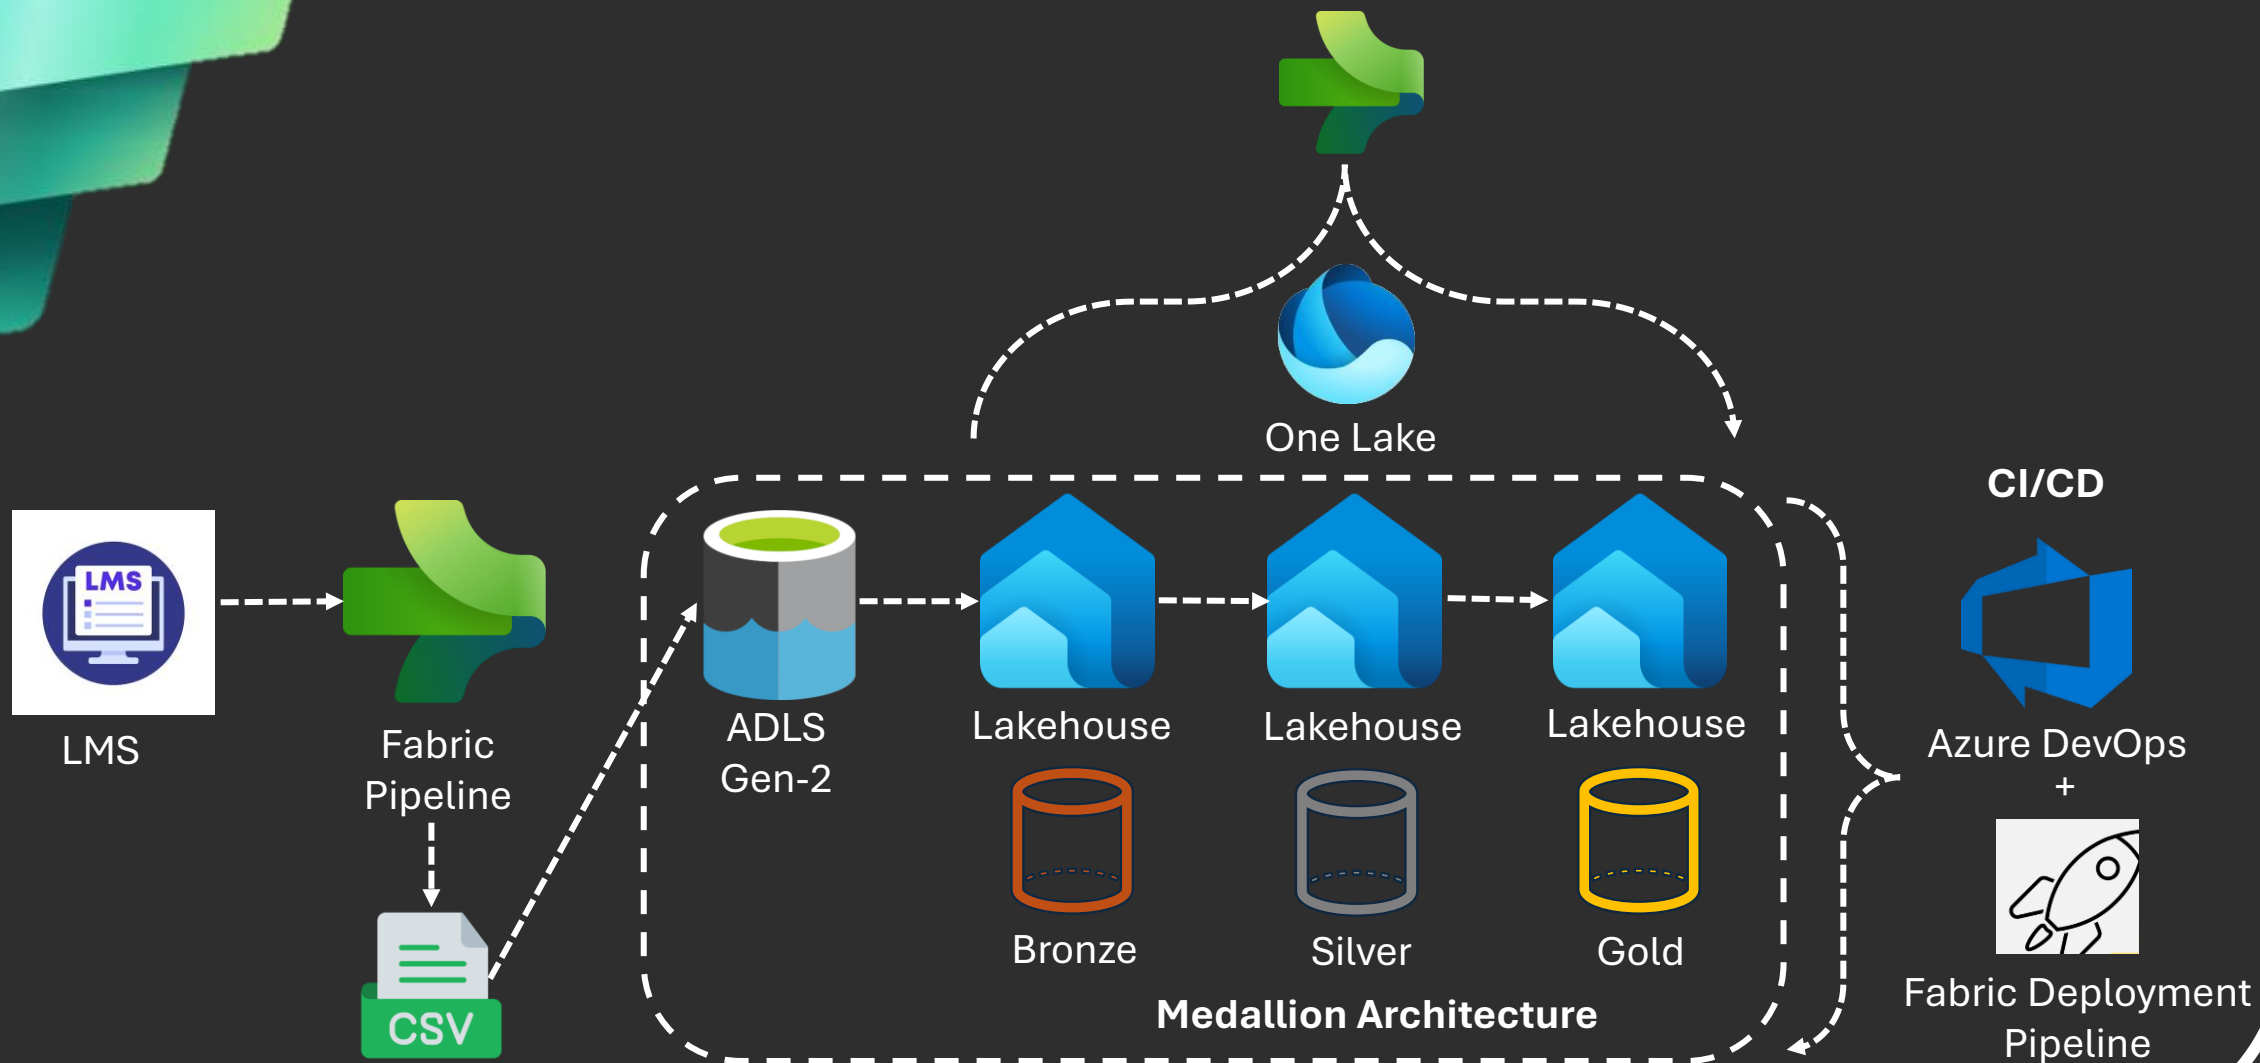 One Lake
CI/CD
LMS
LMS
Fabric
Pipeline
CSV
ADLS
Gen-2
Lakehouse
Lakehouse
Lakehouse
Bronze
Silver
Gold
Medallion Architecture
Azure DevOps
+
Fabric Deployment
Pipeline